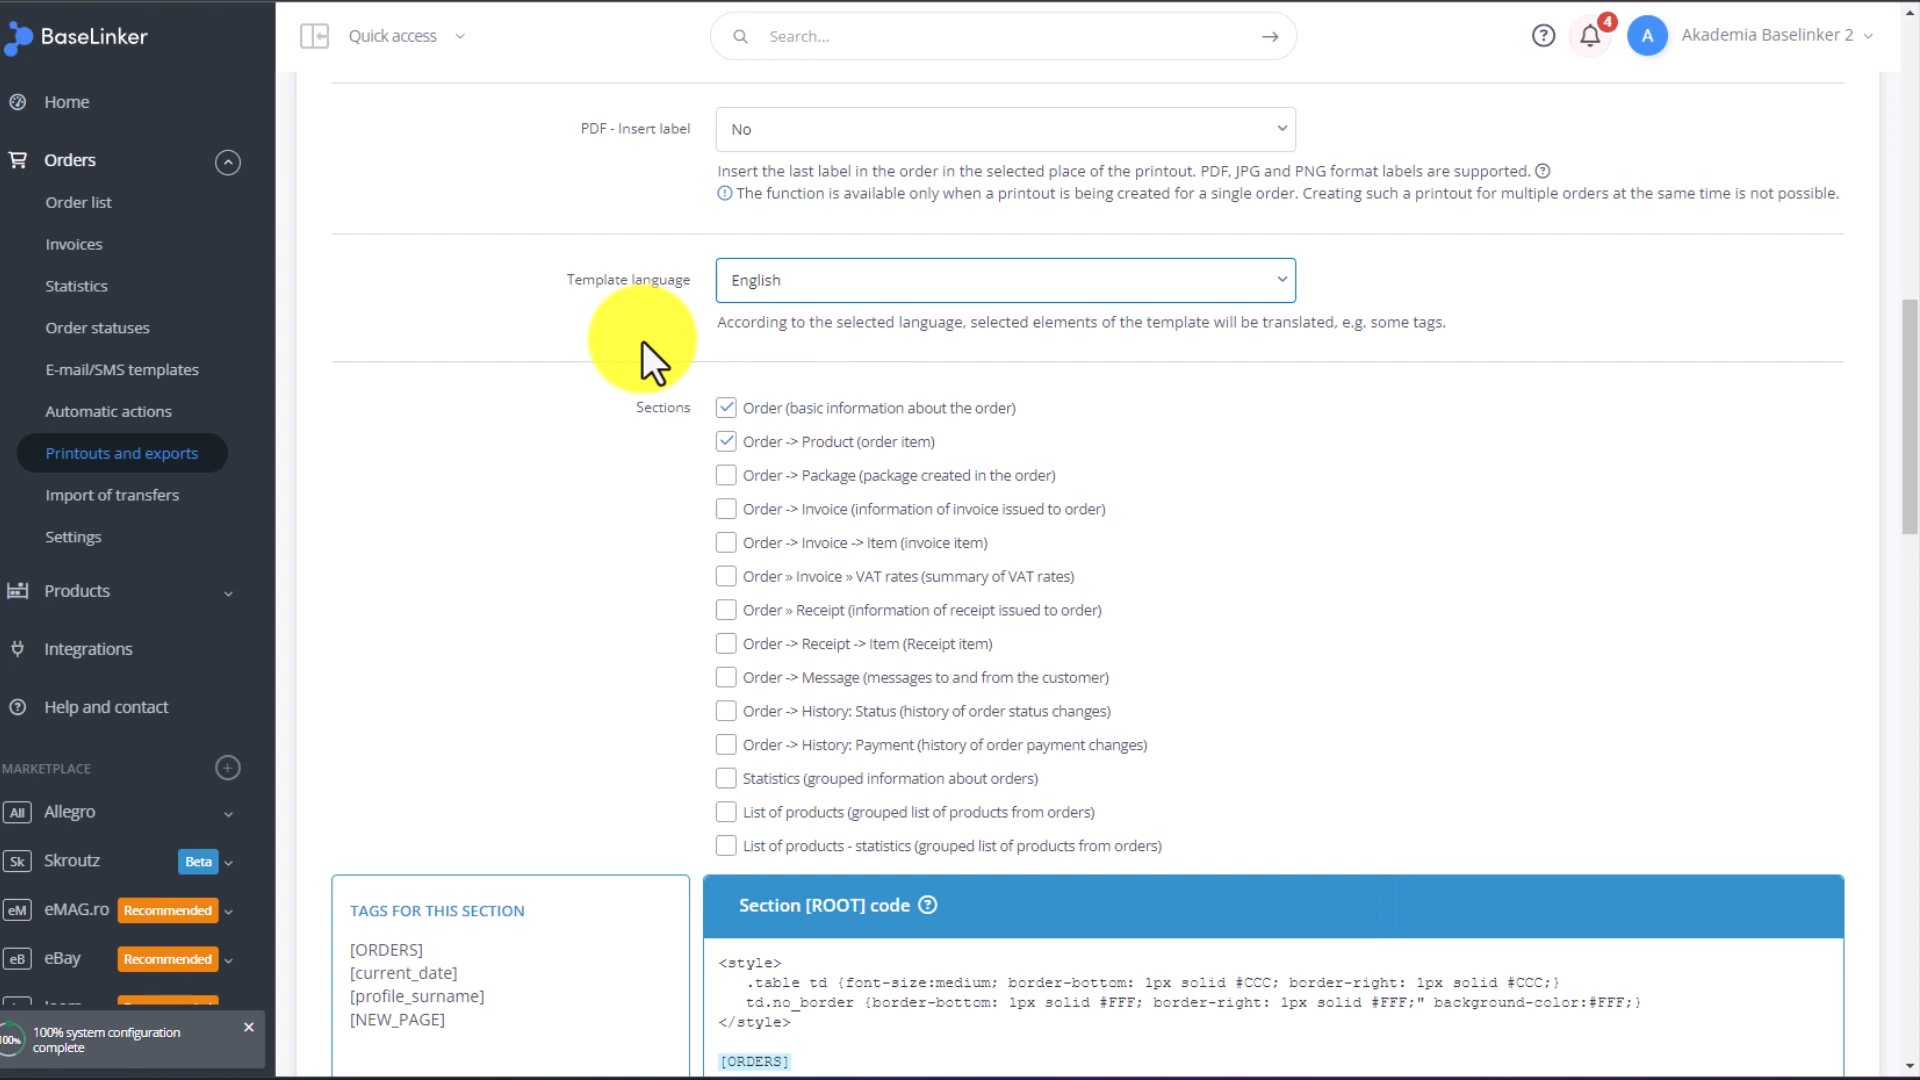 BaseLinker
Quick access
Search...
4
A
Akademia Baselinker 2
Home
Orders
Order list
Invoices
Statistics
Order statuses
E-mail/SMS templates
Automatic actions
Printouts and exports
Import of transfers
Settings
Products
Integrations
Help and contact
MARKETPLACE
All Allegro
Sk Skroutz Beta
eM eMAG.ro Recommended
eB eBay Recommended
100% 100% system configuration
complete
PDF - Insert label
No
Insert the last label in the order in the selected place of the printout. PDF, JPG and PNG format labels are supported.
The function is available only when a printout is being created for a single order. Creating such a printout for multiple orders at the same time is not possible.
Template language
English
According to the selected language, selected elements of the template will be translated, e.g. some tags.
Sections
Order (basic information about the order)
Order -> Product (order item)
Order -> Package (package created in the order)
Order -> Invoice (information of invoice issued to order)
Order -> Invoice -> Item (invoice item)
Order » Invoice » VAT rates (summary of VAT rates)
Order » Receipt (information of receipt issued to order)
Order -> Receipt -> Item (Receipt item)
Order -> Message (messages to and from the customer)
Order -> History: Status (history of order status changes)
Order -> History: Payment (history of order payment changes)
Statistics (grouped information about orders)
List of products (grouped list of products from orders)
List of products - statistics (grouped list of products from orders)
TAGS FOR THIS SECTION
[ORDERS]
[current_date]
[profile_surname]
[NEW_PAGE]
Section [ROOT] code
<style>
.table td {font-size:medium; border-bottom: 1px solid #CCC; border-right: 1px solid #CCC;}
td.no_border {border-bottom: 1px solid #FFF; border-right: 1px solid #FFF;" background-color:#FFF;}
</style>
[ORDERS]